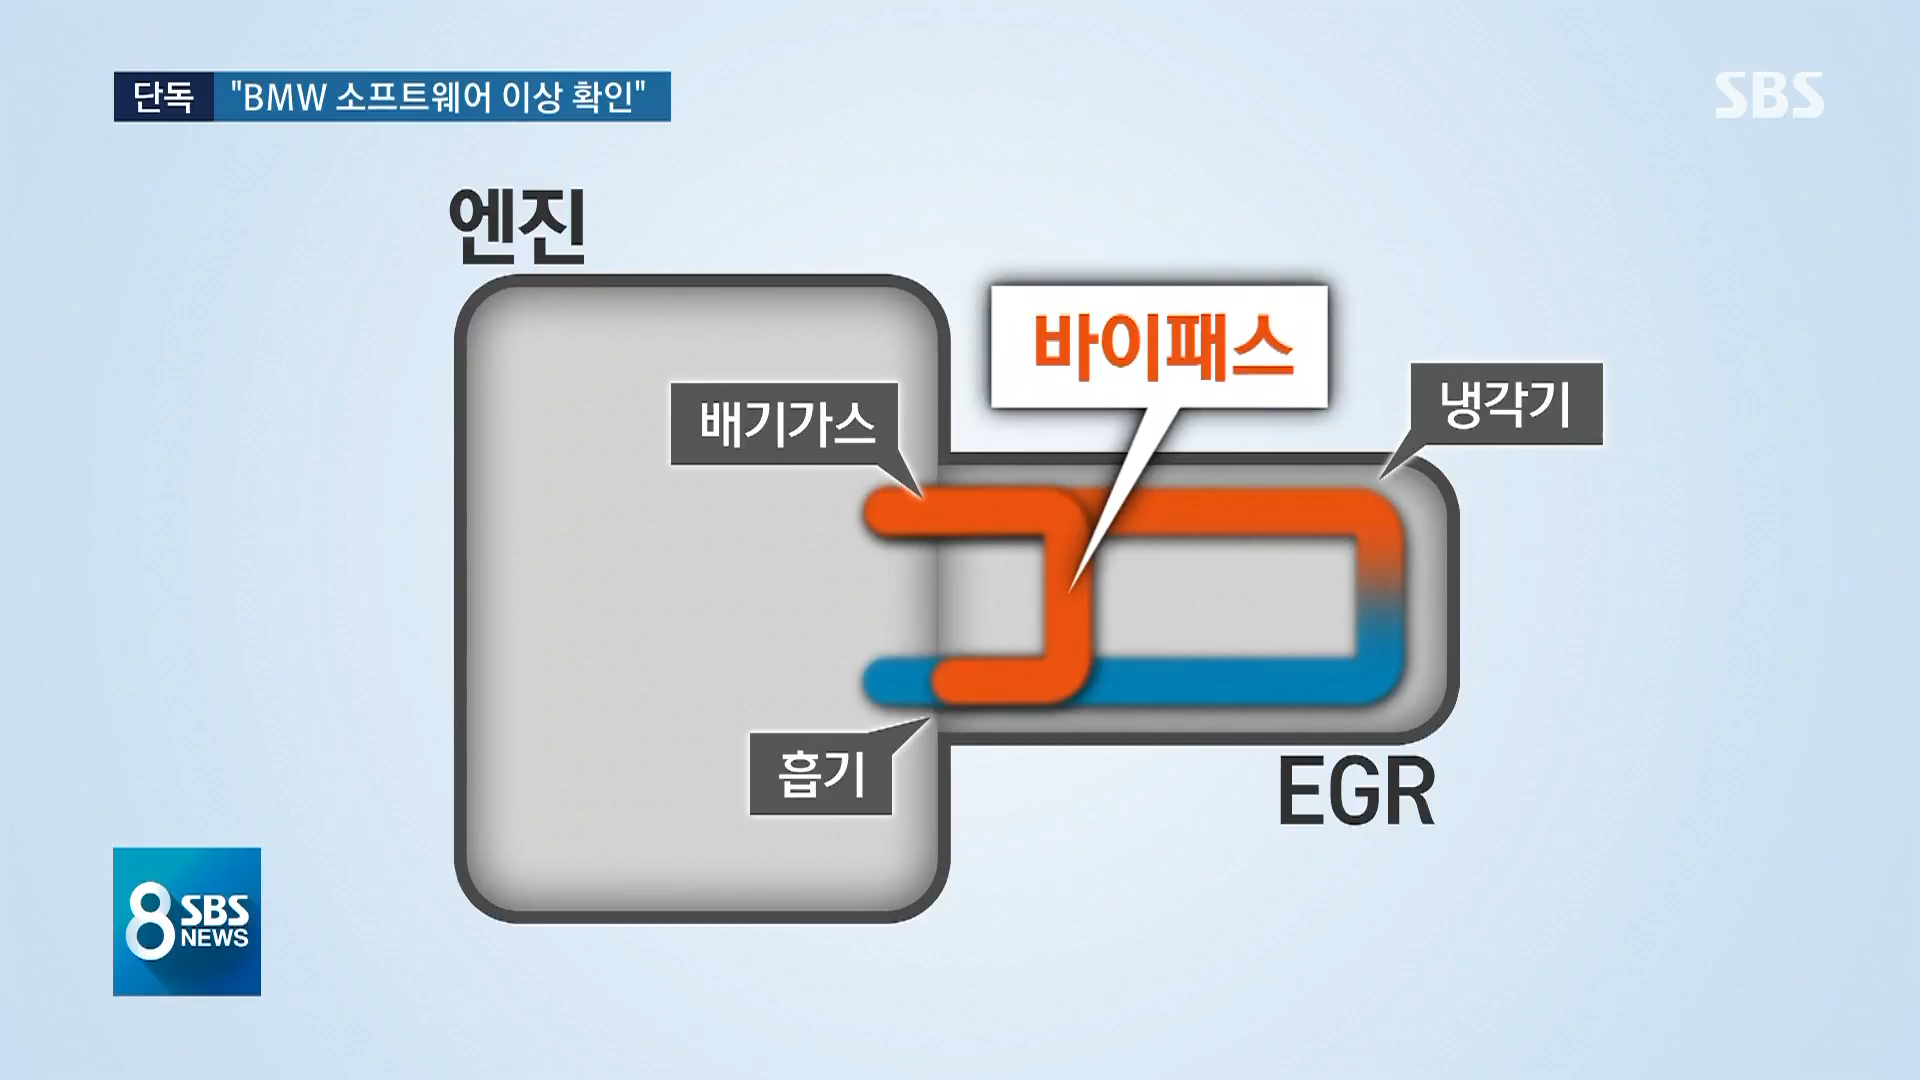 단독 "BMW 소프트웨어 이상 확인"
SBS
엔진
바이패스
냉각기
배기가스
흡기
EGR
8 SBS
NEWS